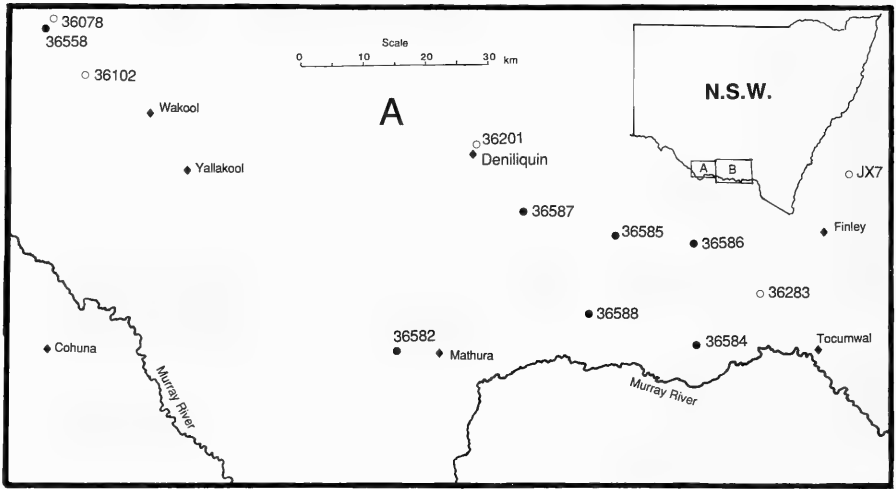 36078
36558
36102
Wakool
Yallakool
Scale
0 10 20 30 km
A
N.S.W.
A B
36201
Deniliquin
JX7
36587
36585
36586
Finley
36283
36588
36582
36584
Mathura
Tocumwal
Cohuna
Murray River
Murray River